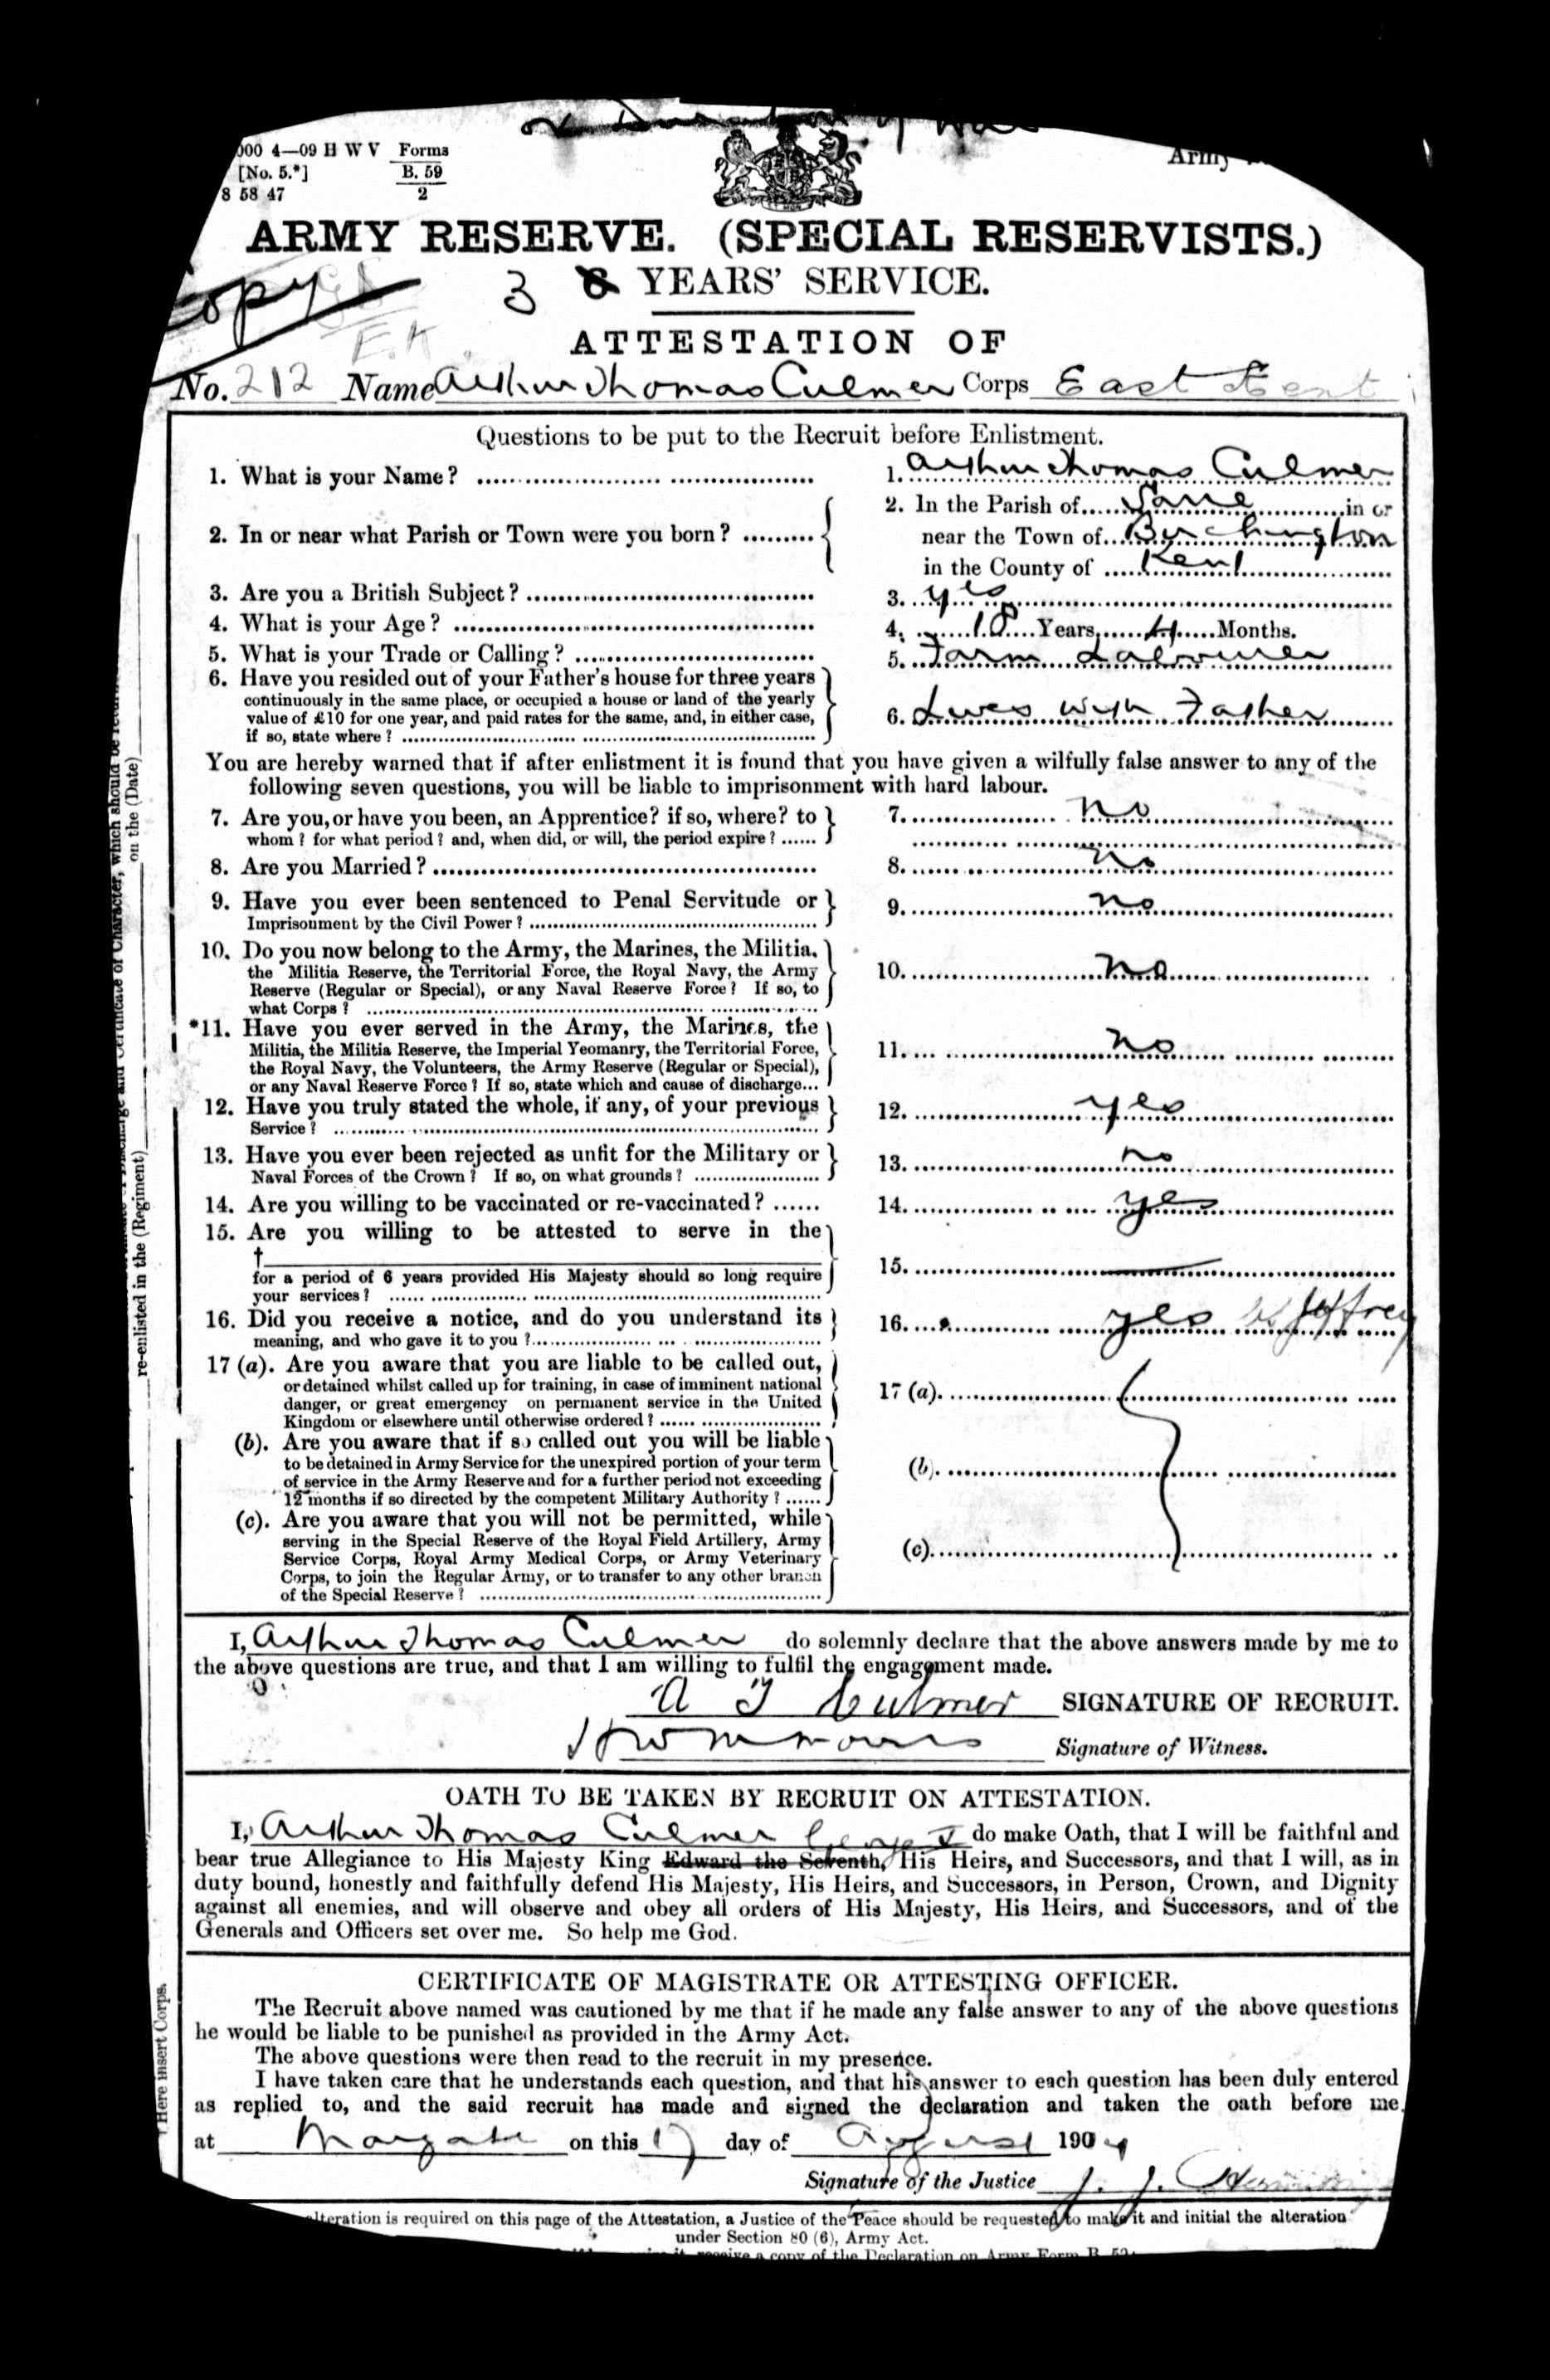 or Duration of War
000 4—09 H W V Forms
[No. 5.*] B. 59
8 58 47 2
Army
ARMY RESERVE. (SPECIAL RESERVISTS.)
Copy
3 6 YEARS' SERVICE.
E.K
ATTESTATION OF
No. 212 Name Arthur Thomas Culmer Corps East Kent
Questions to be put to the Recruit before Enlistment.
1. What is your Name? 1. Arthur Thomas Culmer
2. In or near what Parish or Town were you born? 2. In the Parish of Sarre in or
near the Town of Birchington
in the County of Kent
3. Are you a British Subject? 3. yes
4. What is your Age? 4. 18 Years 4 Months.
5. What is your Trade or Calling? 5. Farm Labourer
6. Have you resided out of your Father's house for three years
continuously in the same place, or occupied a house or land of the yearly
value of £10 for one year, and paid rates for the same, and, in either case,
if so, state where? 6. Lives with Father
You are hereby warned that if after enlistment it is found that you have given a wilfully false answer to any of the
following seven questions, you will be liable to imprisonment with hard labour.
7. Are you, or have you been, an Apprentice? if so, where? to 7. no
whom? for what period? and, when did, or will, the period expire?
8. Are you Married? 8. no
9. Have you ever been sentenced to Penal Servitude or 9. no
Imprisonment by the Civil Power?
10. Do you now belong to the Army, the Marines, the Militia,
the Militia Reserve, the Territorial Force, the Royal Navy, the Army 10. no
Reserve (Regular or Special), or any Naval Reserve Force? If so, to
what Corps?
*11. Have you ever served in the Army, the Marines, the
Militia, the Militia Reserve, the Imperial Yeomanry, the Territorial Force, 11. no
the Royal Navy, the Volunteers, the Army Reserve (Regular or Special),
or any Naval Reserve Force? If so, state which and cause of discharge...
12. Have you truly stated the whole, if any, of your previous 12. yes
Service?
13. Have you ever been rejected as unfit for the Military or 13. no
Naval Forces of the Crown? If so, on what grounds?
14. Are you willing to be vaccinated or re-vaccinated? 14. yes
15. Are you willing to be attested to serve in the
† 15.
for a period of 6 years provided His Majesty should so long require
your services?
16. Did you receive a notice, and do you understand its 16. yes Jeffrey
meaning, and who gave it to you?
17 (a). Are you aware that you are liable to be called out,
or detained whilst called up for training, in case of imminent national 17 (a).
danger, or great emergency on permanent service in the United
Kingdom or elsewhere until otherwise ordered?
(b). Are you aware that if so called out you will be liable
to be detained in Army Service for the unexpired portion of your term (b).
of service in the Army Reserve and for a further period not exceeding
12 months if so directed by the competent Military Authority?
(c). Are you aware that you will not be permitted, while
serving in the Special Reserve of the Royal Field Artillery, Army (c).
Service Corps, Royal Army Medical Corps, or Army Veterinary
Corps, to join the Regular Army, or to transfer to any other branch
of the Special Reserve?
I, Arthur Thomas Culmer do solemnly declare that the above answers made by me to
the above questions are true, and that I am willing to fulfil the engagement made.
A T Culmer SIGNATURE OF RECRUIT.
Signature of Witness.
OATH TO BE TAKEN BY RECRUIT ON ATTESTATION.
I, Arthur Thomas Culmer George V do make Oath, that I will be faithful and
bear true Allegiance to His Majesty King Edward the Seventh, His Heirs, and Successors, and that I will, as in
duty bound, honestly and faithfully defend His Majesty, His Heirs, and Successors, in Person, Crown, and Dignity
against all enemies, and will observe and obey all orders of His Majesty, His Heirs, and Successors, and of the
Generals and Officers set over me. So help me God.
CERTIFICATE OF MAGISTRATE OR ATTESTING OFFICER.
The Recruit above named was cautioned by me that if he made any false answer to any of the above questions
he would be liable to be punished as provided in the Army Act.
The above questions were then read to the recruit in my presence.
I have taken care that he understands each question, and that his answer to each question has been duly entered
as replied to, and the said recruit has made and signed the declaration and taken the oath before me
at Margate on this 17 day of August 1904
Signature of the Justice J. J.
alteration is required on this page of the Attestation, a Justice of the Peace should be requested to make it and initial the alteration
under Section 80 (6), Army Act.
receive a copy of the Declaration on Army Form B. 59.
Discharge and Certificate of Character, which should be
re-enlisted in the (Regiment) on the (Date)
† Here insert Corps.